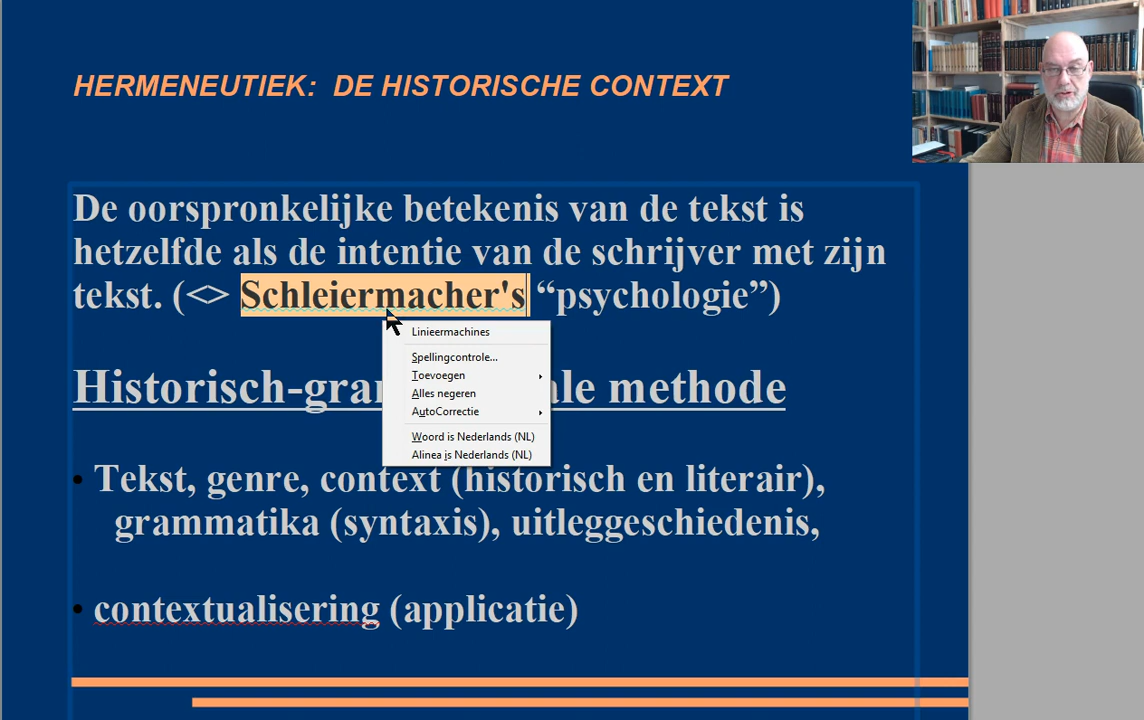 HERMENEUTIEK: DE HISTORISCHE CONTEXT
De oorspronkelijke betekenis van de tekst is
hetzelfde als de intentie van de schrijver met zijn
tekst. (<> Schleiermacher's “psychologie”)
Linieermachines
Spellingcontrole...
Toevoegen
Alles negeren
AutoCorrectie
Woord is Nederlands (NL)
Alinea is Nederlands (NL)
Historisch-gra ale methode
• Tekst, genre, context (historisch en literair),
grammatika (syntaxis), uitleggeschiedenis,
• contextualisering (applicatie)